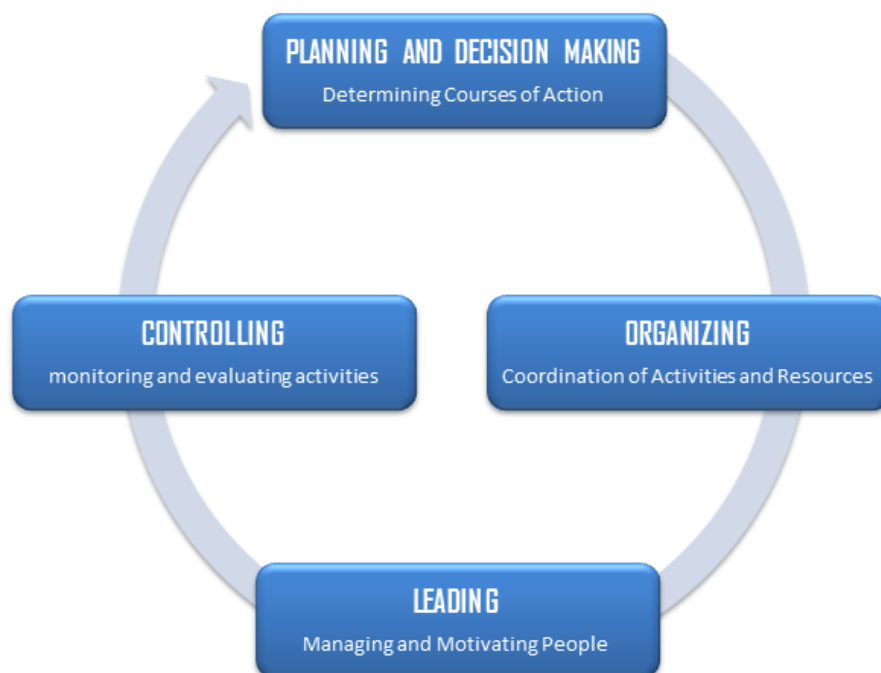 PLANNING AND DECISION MAKING
Determining Courses of Action
CONTROLLING
monitoring and evaluating activities
ORGANIZING
Coordination of Activities and Resources
LEADING
Managing and Motivating People